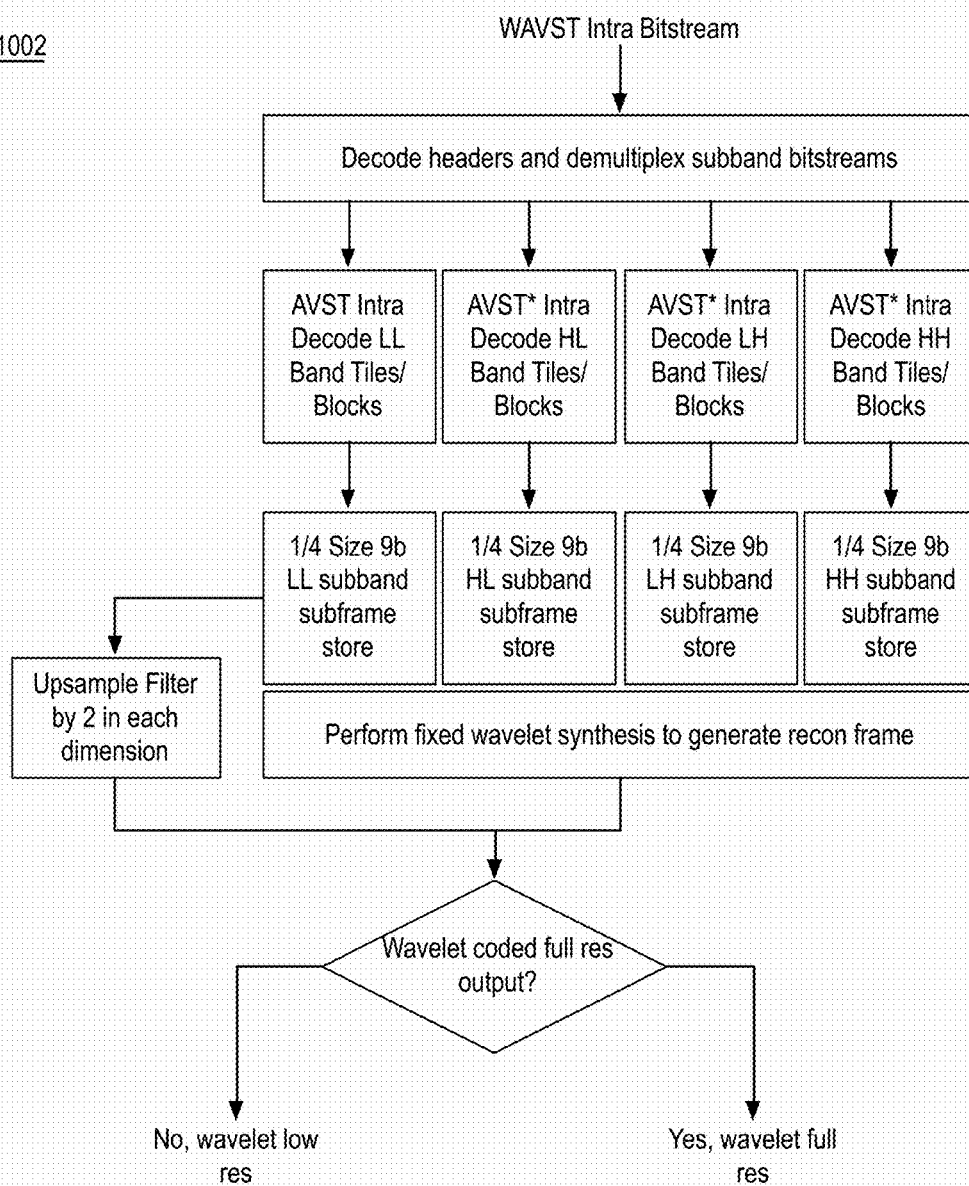 1002
WAVST Intra Bitstream
Decode headers and demultiplex subband bitstreams
AVST Intra
Decode LL
Band Tiles/
Blocks
AVST* Intra
Decode HL
Band Tiles/
Blocks
AVST* Intra
Decode LH
Band Tiles/
Blocks
AVST* Intra
Decode HH
Band Tiles/
Blocks
1/4 Size 9b
LL subband
subframe
store
1/4 Size 9b
HL subband
subframe
store
1/4 Size 9b
LH subband
subframe
store
1/4 Size 9b
HH subband
subframe
store
Upsample Filter
by 2 in each
dimension
Perform fixed wavelet synthesis to generate recon frame
Wavelet coded full res
output?
No, wavelet low
res
Yes, wavelet full
res